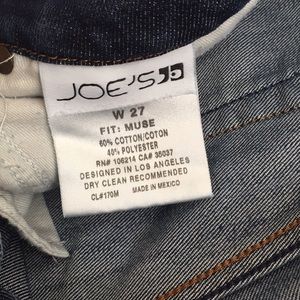 JOE'S
W 27
FIT: MUSE
60% COTTON/COTON
40% POLYESTER
RN# 106214 CA# 35037
DESIGNED IN LOS ANGELES
DRY CLEAN RECOMMENDED
CL#170M MADE IN MEXICO